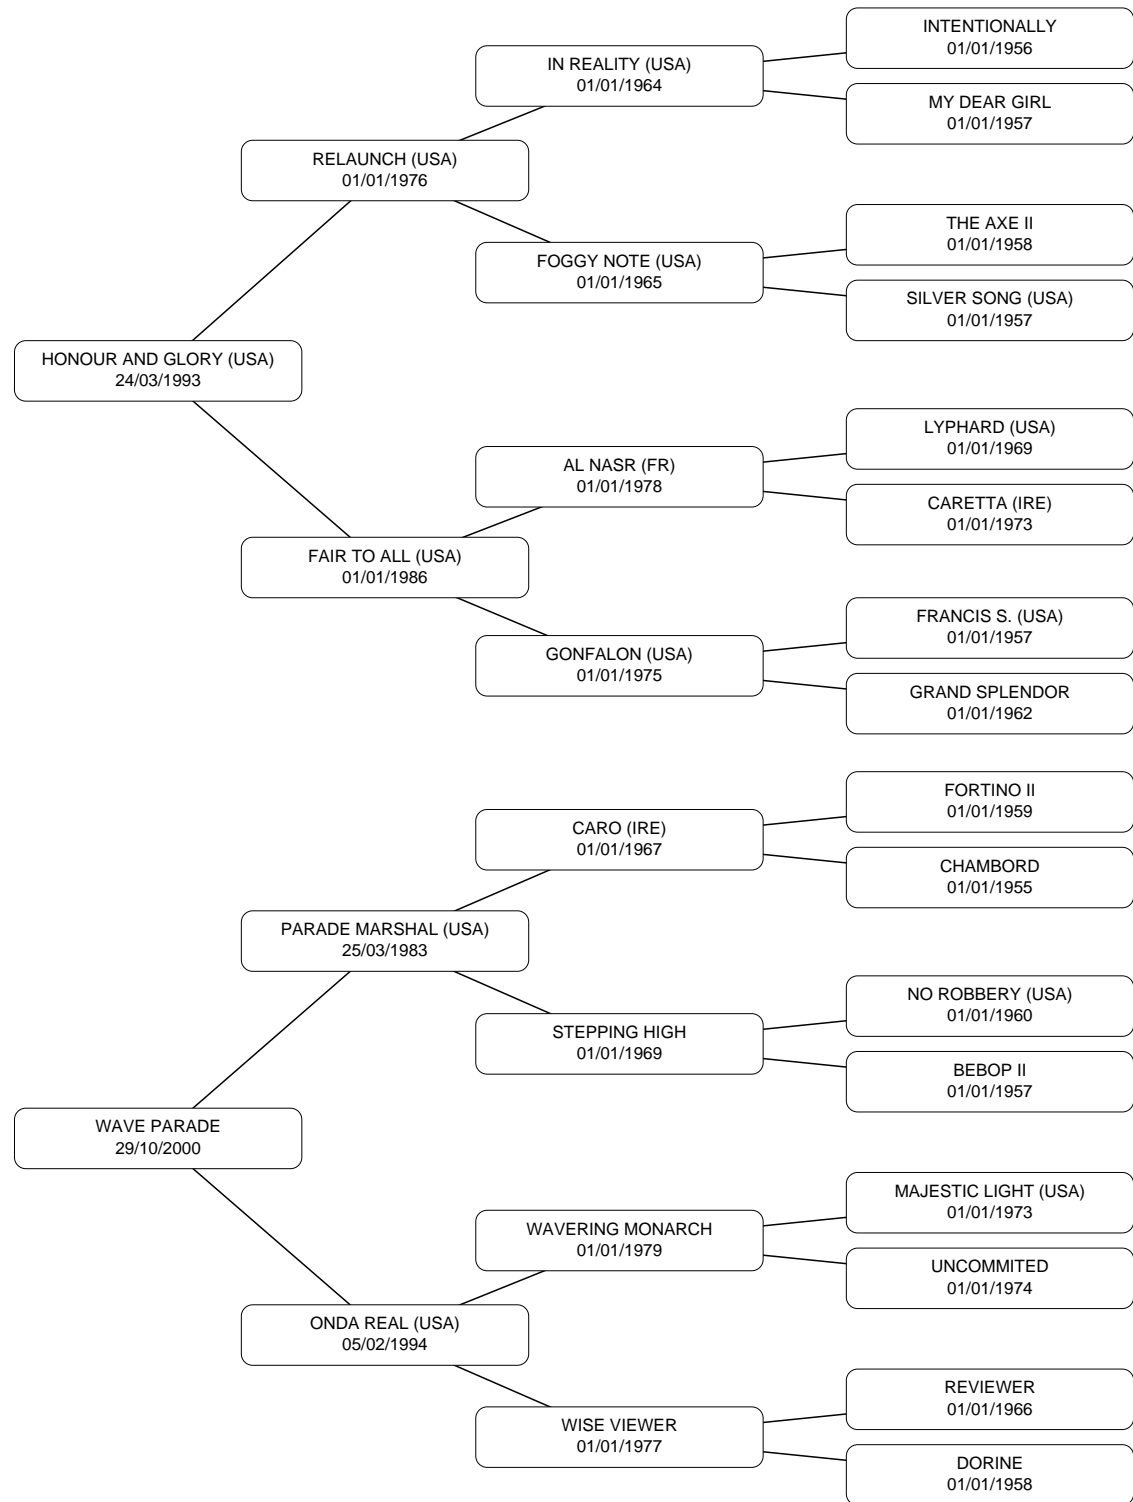 INTENTIONALLY
01/01/1956
IN REALITY (USA)
01/01/1964
MY DEAR GIRL
01/01/1957
RELAUNCH (USA)
01/01/1976
THE AXE II
01/01/1958
FOGGY NOTE (USA)
01/01/1965
SILVER SONG (USA)
01/01/1957
HONOUR AND GLORY (USA)
24/03/1993
LYPHARD (USA)
01/01/1969
AL NASR (FR)
01/01/1978
CARETTA (IRE)
01/01/1973
FAIR TO ALL (USA)
01/01/1986
FRANCIS S. (USA)
01/01/1957
GONFALON (USA)
01/01/1975
GRAND SPLENDOR
01/01/1962
FORTINO II
01/01/1959
CARO (IRE)
01/01/1967
CHAMBORD
01/01/1955
PARADE MARSHAL (USA)
25/03/1983
NO ROBBERY (USA)
01/01/1960
STEPPING HIGH
01/01/1969
BEBOP II
01/01/1957
WAVE PARADE
29/10/2000
MAJESTIC LIGHT (USA)
01/01/1973
WAVERING MONARCH
01/01/1979
UNCOMMITED
01/01/1974
ONDA REAL (USA)
05/02/1994
REVIEWER
01/01/1966
WISE VIEWER
01/01/1977
DORINE
01/01/1958